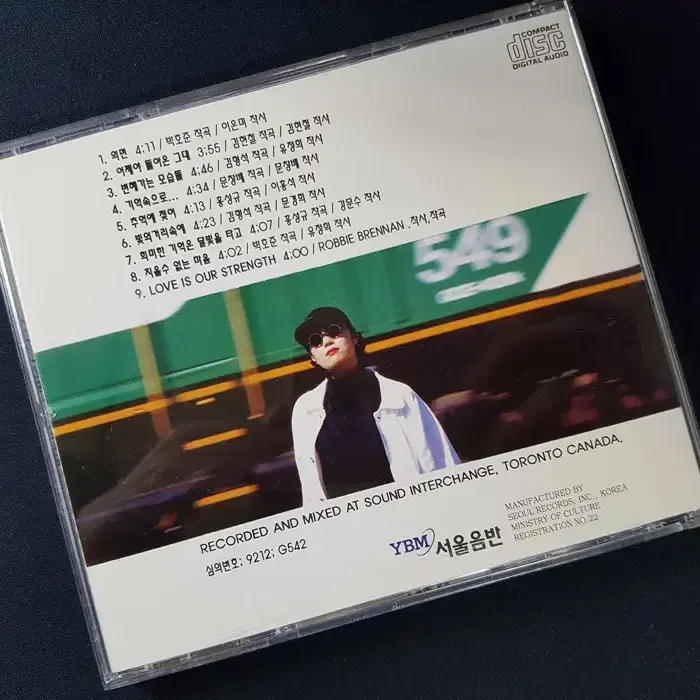 COMPACT
disc
DIGITAL AUDIO
1. 외면 4:11 / 박호준 작곡 / 이은미 작사
2. 어제아 돌아온 그대 3:55 / 김현철 작곡 / 김현철 작사
3. 변해가는 모습들 4:46 / 김형석 작곡 / 유창희 작사
4. 기억속으로... 4:34 / 문창배 작곡 / 문창배 작사
5. 추억에 젖어 4:13 / 홍성규 작곡 / 이홍석 작사
6. 빛의거리속에 4:23 / 김형석 작곡 / 문경희 작사
7. 희미한 기억은 달빛을 타고 4:07 / 홍성규 작곡 / 김문수 작사
8. 지울수 없는 마음 4:02 / 박호준 작곡 / 유창희 작사
9. LOVE IS OUR STRENGTH 4:00 / ROBBIE BRENNAN . 작사,작곡
549
RECORDED AND MIXED AT SOUND INTERCHANGE, TORONTO CANADA.
심의번호; 9212; G542
YBM 서울음반
MANUFACTURED BY
SEOUL RECORDS, INC., KOREA
MINISTRY OF CULTURE
REGISTRATION NO.22